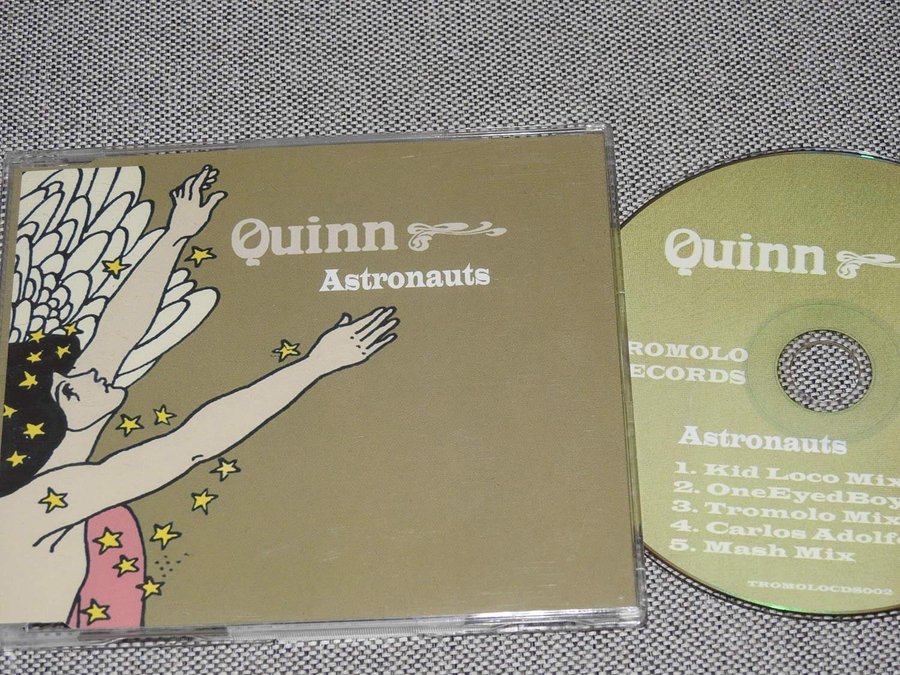 Quinn
Astronauts
Quinn
ROMOLO
ECORDS
Astronauts
1. Kid Loco Mix
2. OneEyedBoy
3. Tromolo Mix
4. Carlos Adolfo
5. Mash Mix
TROMOLOCDS002